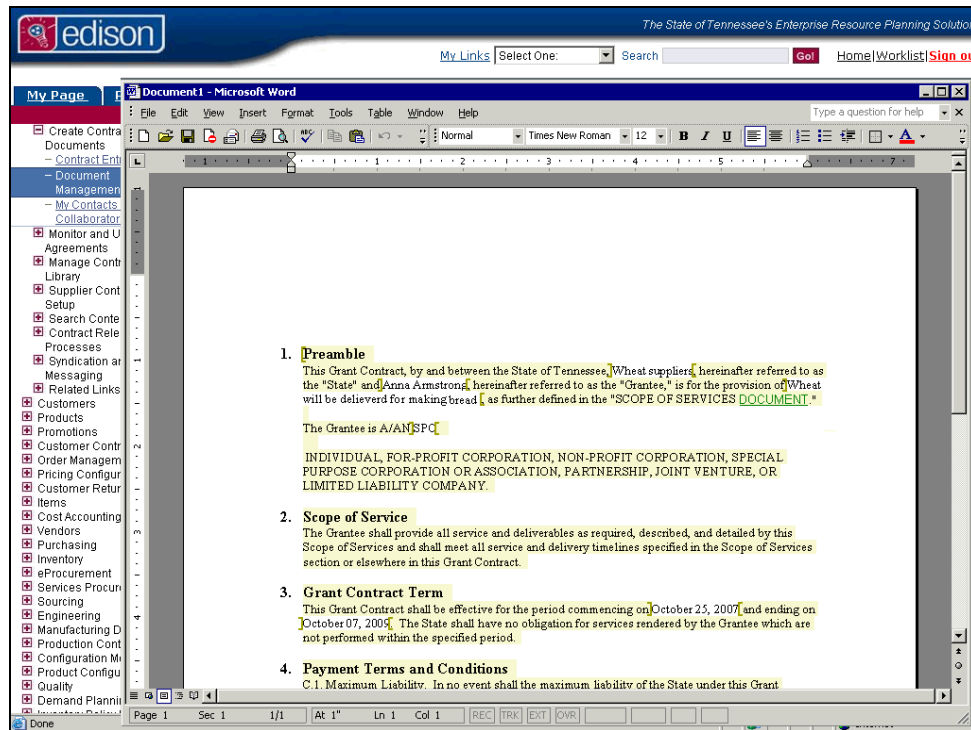 edison
The State of Tennessee's Enterprise Resource Planning Solution
My Links Select One: Search Go! Home|Worklist|Sign ou
My Page
Document1 - Microsoft Word
File Edit View Insert Format Tools Table Window Help Type a question for help
Normal Times New Roman 12 B I U
1 1 2 3 4 5 7
Create Contra
Documents
Contract Ent
Document
Managemen
My Contacts
Collaborator
Monitor and U
Agreements
Manage Contr
Library
Supplier Cont
Setup
Search Conte
Contract Rele
Processes
Syndication ar
Messaging
Related Links
Customers
Products
Promotions
Customer Contr
Order Managem
Pricing Configur
Customer Retur
Items
Cost Accounting
Vendors
Purchasing
Inventory
eProcurement
Services Procur
Sourcing
Engineering
Manufacturing D
Production Cont
Configuration M
Product Configu
Quality
Demand Planni
1. Preamble
This Grant Contract, by and between the State of Tennessee, Wheat suppliers, hereinafter referred to as
the "State" and Anna Armstrong, hereinafter referred to as the "Grantee," is for the provision of Wheat
will be delieverd for making bread , as further defined in the "SCOPE OF SERVICES DOCUMENT."
The Grantee is A/AN SPC
INDIVIDUAL, FOR-PROFIT CORPORATION, NON-PROFIT CORPORATION, SPECIAL
PURPOSE CORPORATION OR ASSOCIATION, PARTNERSHIP, JOINT VENTURE, OR
LIMITED LIABILITY COMPANY.
2. Scope of Service
The Grantee shall provide all service and deliverables as required, described, and detailed by this
Scope of Services and shall meet all service and delivery timelines specified in the Scope of Services
section or elsewhere in this Grant Contract.
3. Grant Contract Term
This Grant Contract shall be effective for the period commencing on October 25, 2007 and ending on
October 07, 2009. The State shall have no obligation for services rendered by the Grantee which are
not performed within the specified period.
4. Payment Terms and Conditions
C.1. Maximum Liability. In no event shall the maximum liability of the State under this Grant
Page 1 Sec 1 1/1 At 1" Ln 1 Col 1 REC TRK EXT OVR
Done